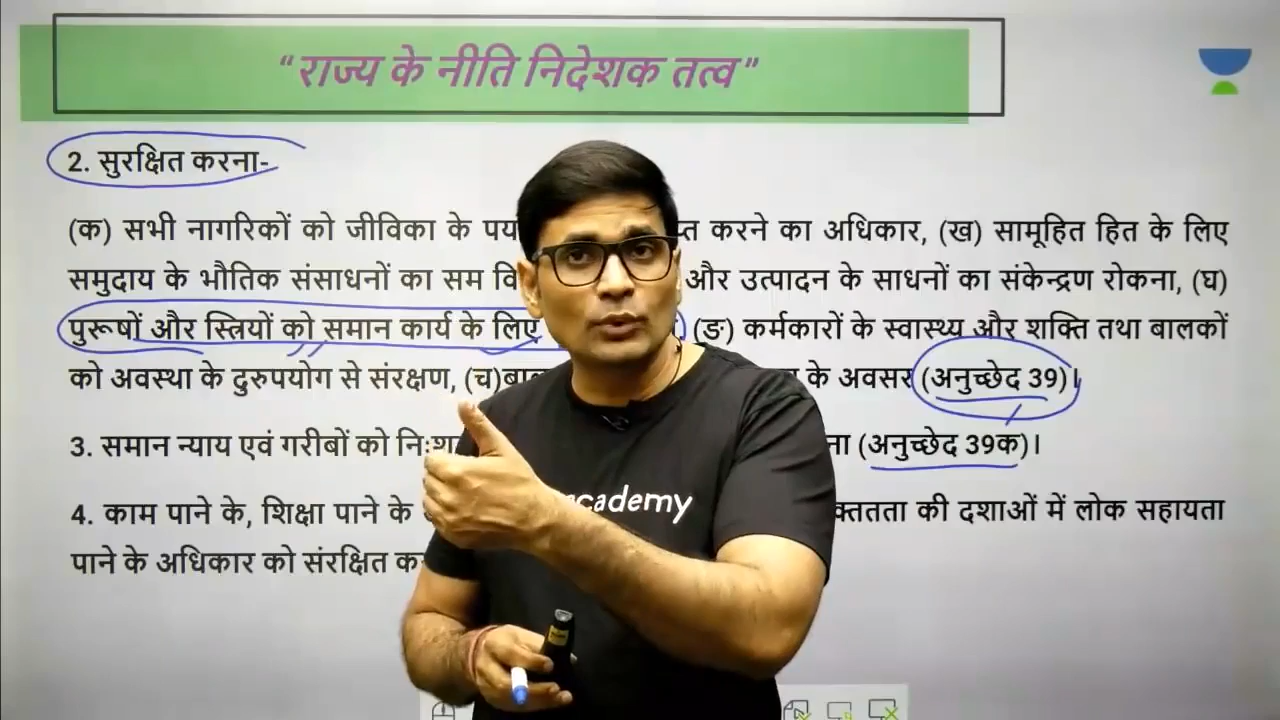 “राज्य के नीति निदेशक तत्व”
2. सुरक्षित करना-
(क) सभी नागरिकों को जीविका के करने का अधिकार, (ख) सामूहित हित के लिए
समुदाय के भौतिक संसाधनों का सम और उत्पादन के साधनों का संकेन्द्रण रोकना, (घ)
पुरूषों और स्त्रियों को समान कार्य के लिए (ङ) कर्मकारों के स्वास्थ्य और शक्ति तथा बालकों
को अवस्था के दुरुपयोग से संरक्षण, (च) के अवसर (अनुच्छेद 39)।
3. समान न्याय एवं गरीबों को (अनुच्छेद 39क)।
4. काम पाने के, शिक्षा पाने के की दशाओं में लोक सहायता
पाने के अधिकार को संरक्षित
academy